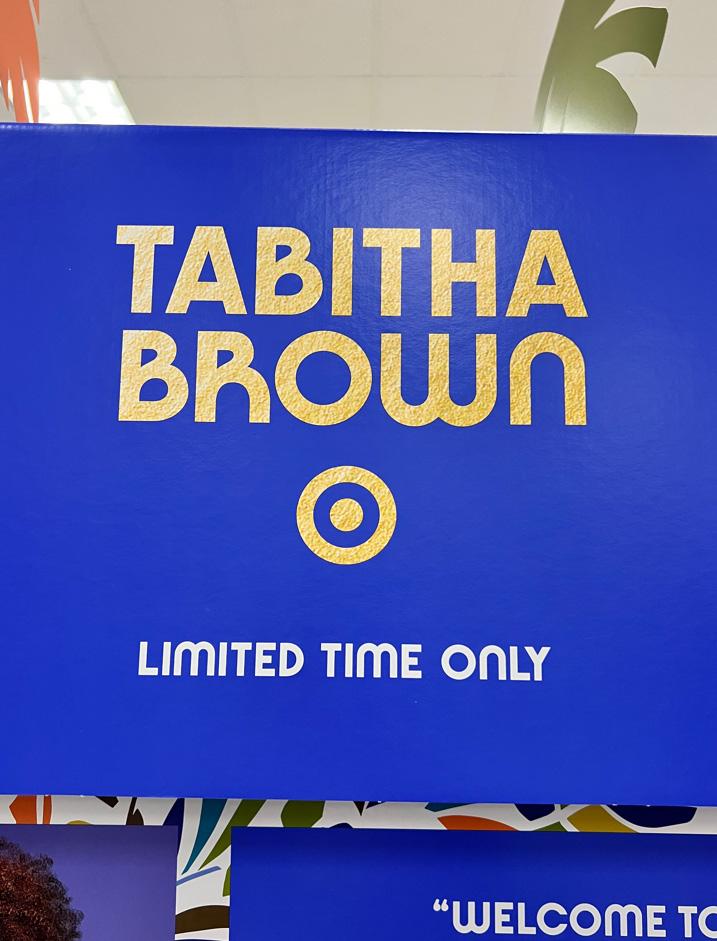 TABITHA
BROWN
LIMITED TIME ONLY
“WELCOME TO